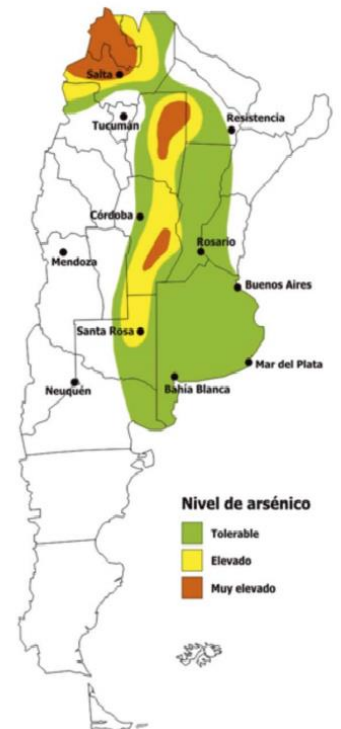 Salta
Tucumán
Resistencia
Córdoba
Rosario
Mendoza
Buenos Aires
Santa Rosa
Mar del Plata
Neuquén
Bahía Blanca
Nivel de arsénico
Tolerable
Elevado
Muy elevado